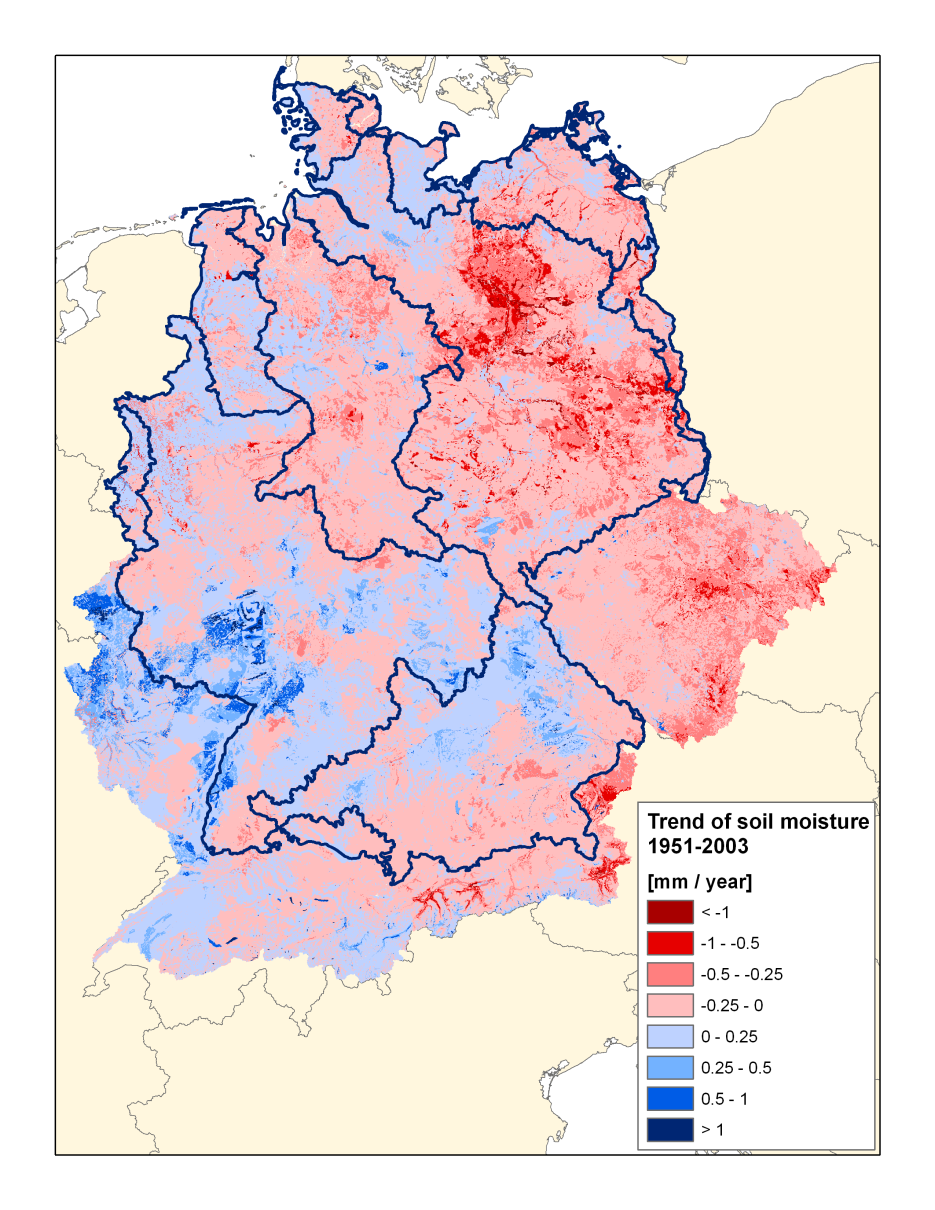 Trend of soil moisture
1951-2003
[mm / year]
< -1
-1 - -0.5
-0.5 - -0.25
-0.25 - 0
0 - 0.25
0.25 - 0.5
0.5 - 1
> 1